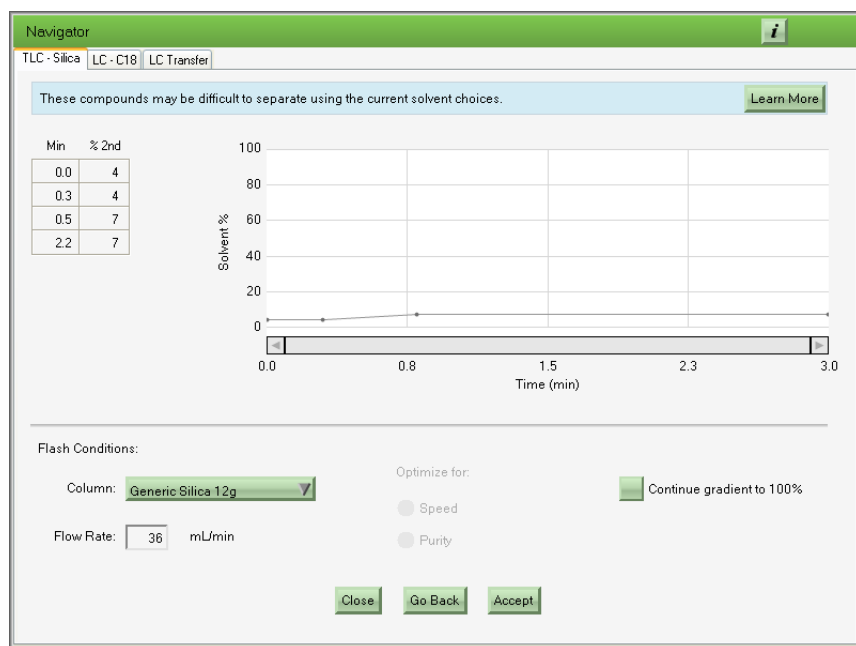 Navigator
i
TLC - Silica LC - C18 LC Transfer
These compounds may be difficult to separate using the current solvent choices. Learn More
Min % 2nd
0.0 4
0.3 4
0.5 7
2.2 7
100
80
60
40
20
0
Solvent %
0.0 0.8 1.5 2.3 3.0
Time (min)
Flash Conditions:
Column: Generic Silica 12g
Flow Rate: 36 mL/min
Optimize for:
Speed
Purity
Continue gradient to 100%
Close Go Back Accept